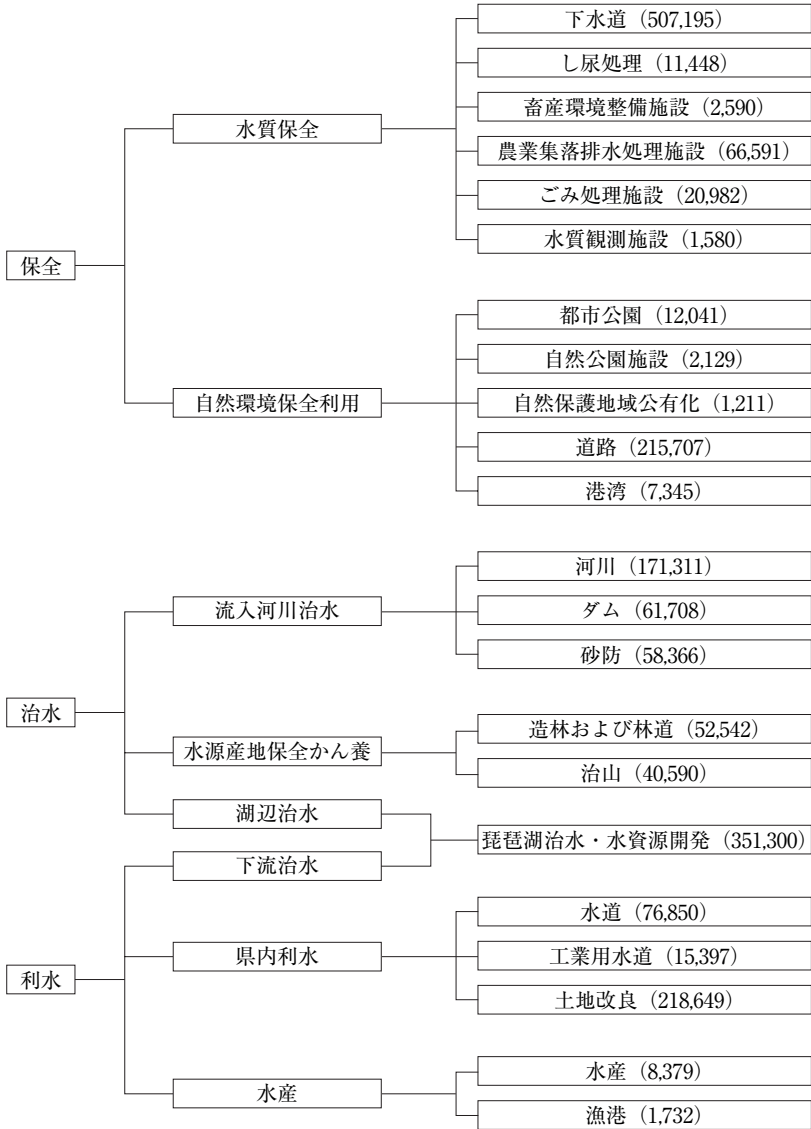 保全
水質保全
下水道（507,195）
し尿処理（11,448）
畜産環境整備施設（2,590）
農業集落排水処理施設（66,591）
ごみ処理施設（20,982）
水質観測施設（1,580）
自然環境保全利用
都市公園（12,041）
自然公園施設（2,129）
自然保護地域公有化（1,211）
道路（215,707）
港湾（7,345）
治水
流入河川治水
河川（171,311）
ダム（61,708）
砂防（58,366）
水源産地保全かん養
造林および林道（52,542）
治山（40,590）
湖辺治水
琵琶湖治水・水資源開発（351,300）
利水
下流治水
県内利水
水道（76,850）
工業用水道（15,397）
土地改良（218,649）
水産
水産（8,379）
漁港（1,732）